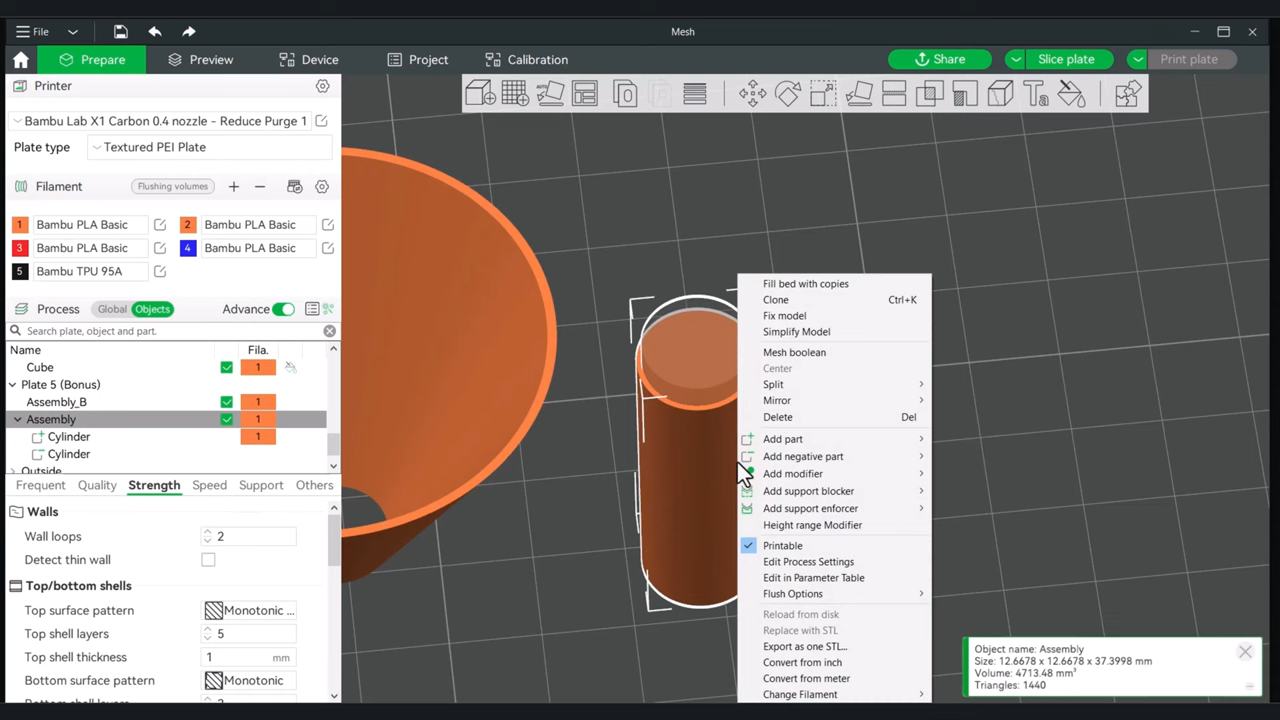 File
Mesh
Prepare
Preview
Device
Project
Calibration
Share
Slice plate
Print plate
Printer
Bambu Lab X1 Carbon 0.4 nozzle - Reduce Purge 1
Plate type
Textured PEI Plate
Filament
Flushing volumes
1 Bambu PLA Basic
2 Bambu PLA Basic
3 Bambu PLA Basic
4 Bambu PLA Basic
5 Bambu TPU 95A
Process
Global
Objects
Advance
Search plate, object and part.
Name
Fila.
Cube 1
Plate 5 (Bonus)
Assembly_B 1
Assembly 1
Cylinder 1
Cylinder
Outside
Frequent
Quality
Strength
Speed
Support
Others
Walls
Wall loops 2
Detect thin wall
Top/bottom shells
Top surface pattern Monotonic ...
Top shell layers 5
Top shell thickness 1 mm
Bottom surface pattern Monotonic
Bottom shell layers
AUTO
Fill bed with copies
Clone Ctrl+K
Fix model
Simplify Model
Mesh boolean
Center
Split
Mirror
Delete Del
Add part
Add negative part
Add modifier
Add support blocker
Add support enforcer
Height range Modifier
Printable
Edit Process Settings
Edit in Parameter Table
Flush Options
Reload from disk
Replace with STL
Export as one STL...
Convert from inch
Convert from meter
Change Filament
Object name: Assembly
Size: 12.6678 x 12.6678 x 37.3998 mm
Volume: 4713.48 mm³
Triangles: 1440